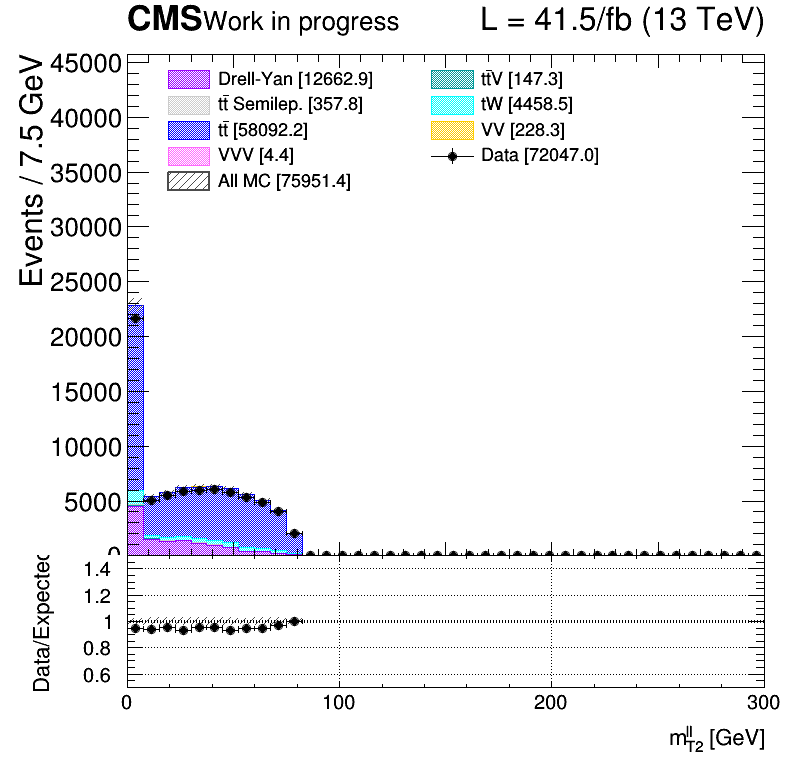 CMS Work in progress L = 41.5/fb (13 TeV)
Events / 7.5 GeV
45000
40000
35000
30000
25000
20000
15000
10000
5000
0
Drell-Yan [12662.9]
tt̄ Semilep. [357.8]
tt̄ [58092.2]
VVV [4.4]
All MC [75951.4]
tt̄V [147.3]
tW [4458.5]
VV [228.3]
Data [72047.0]
Data/Expected
1.4
1.2
1
0.8
0.6
0 100 200 300
m^{ll}_{T2} [GeV]